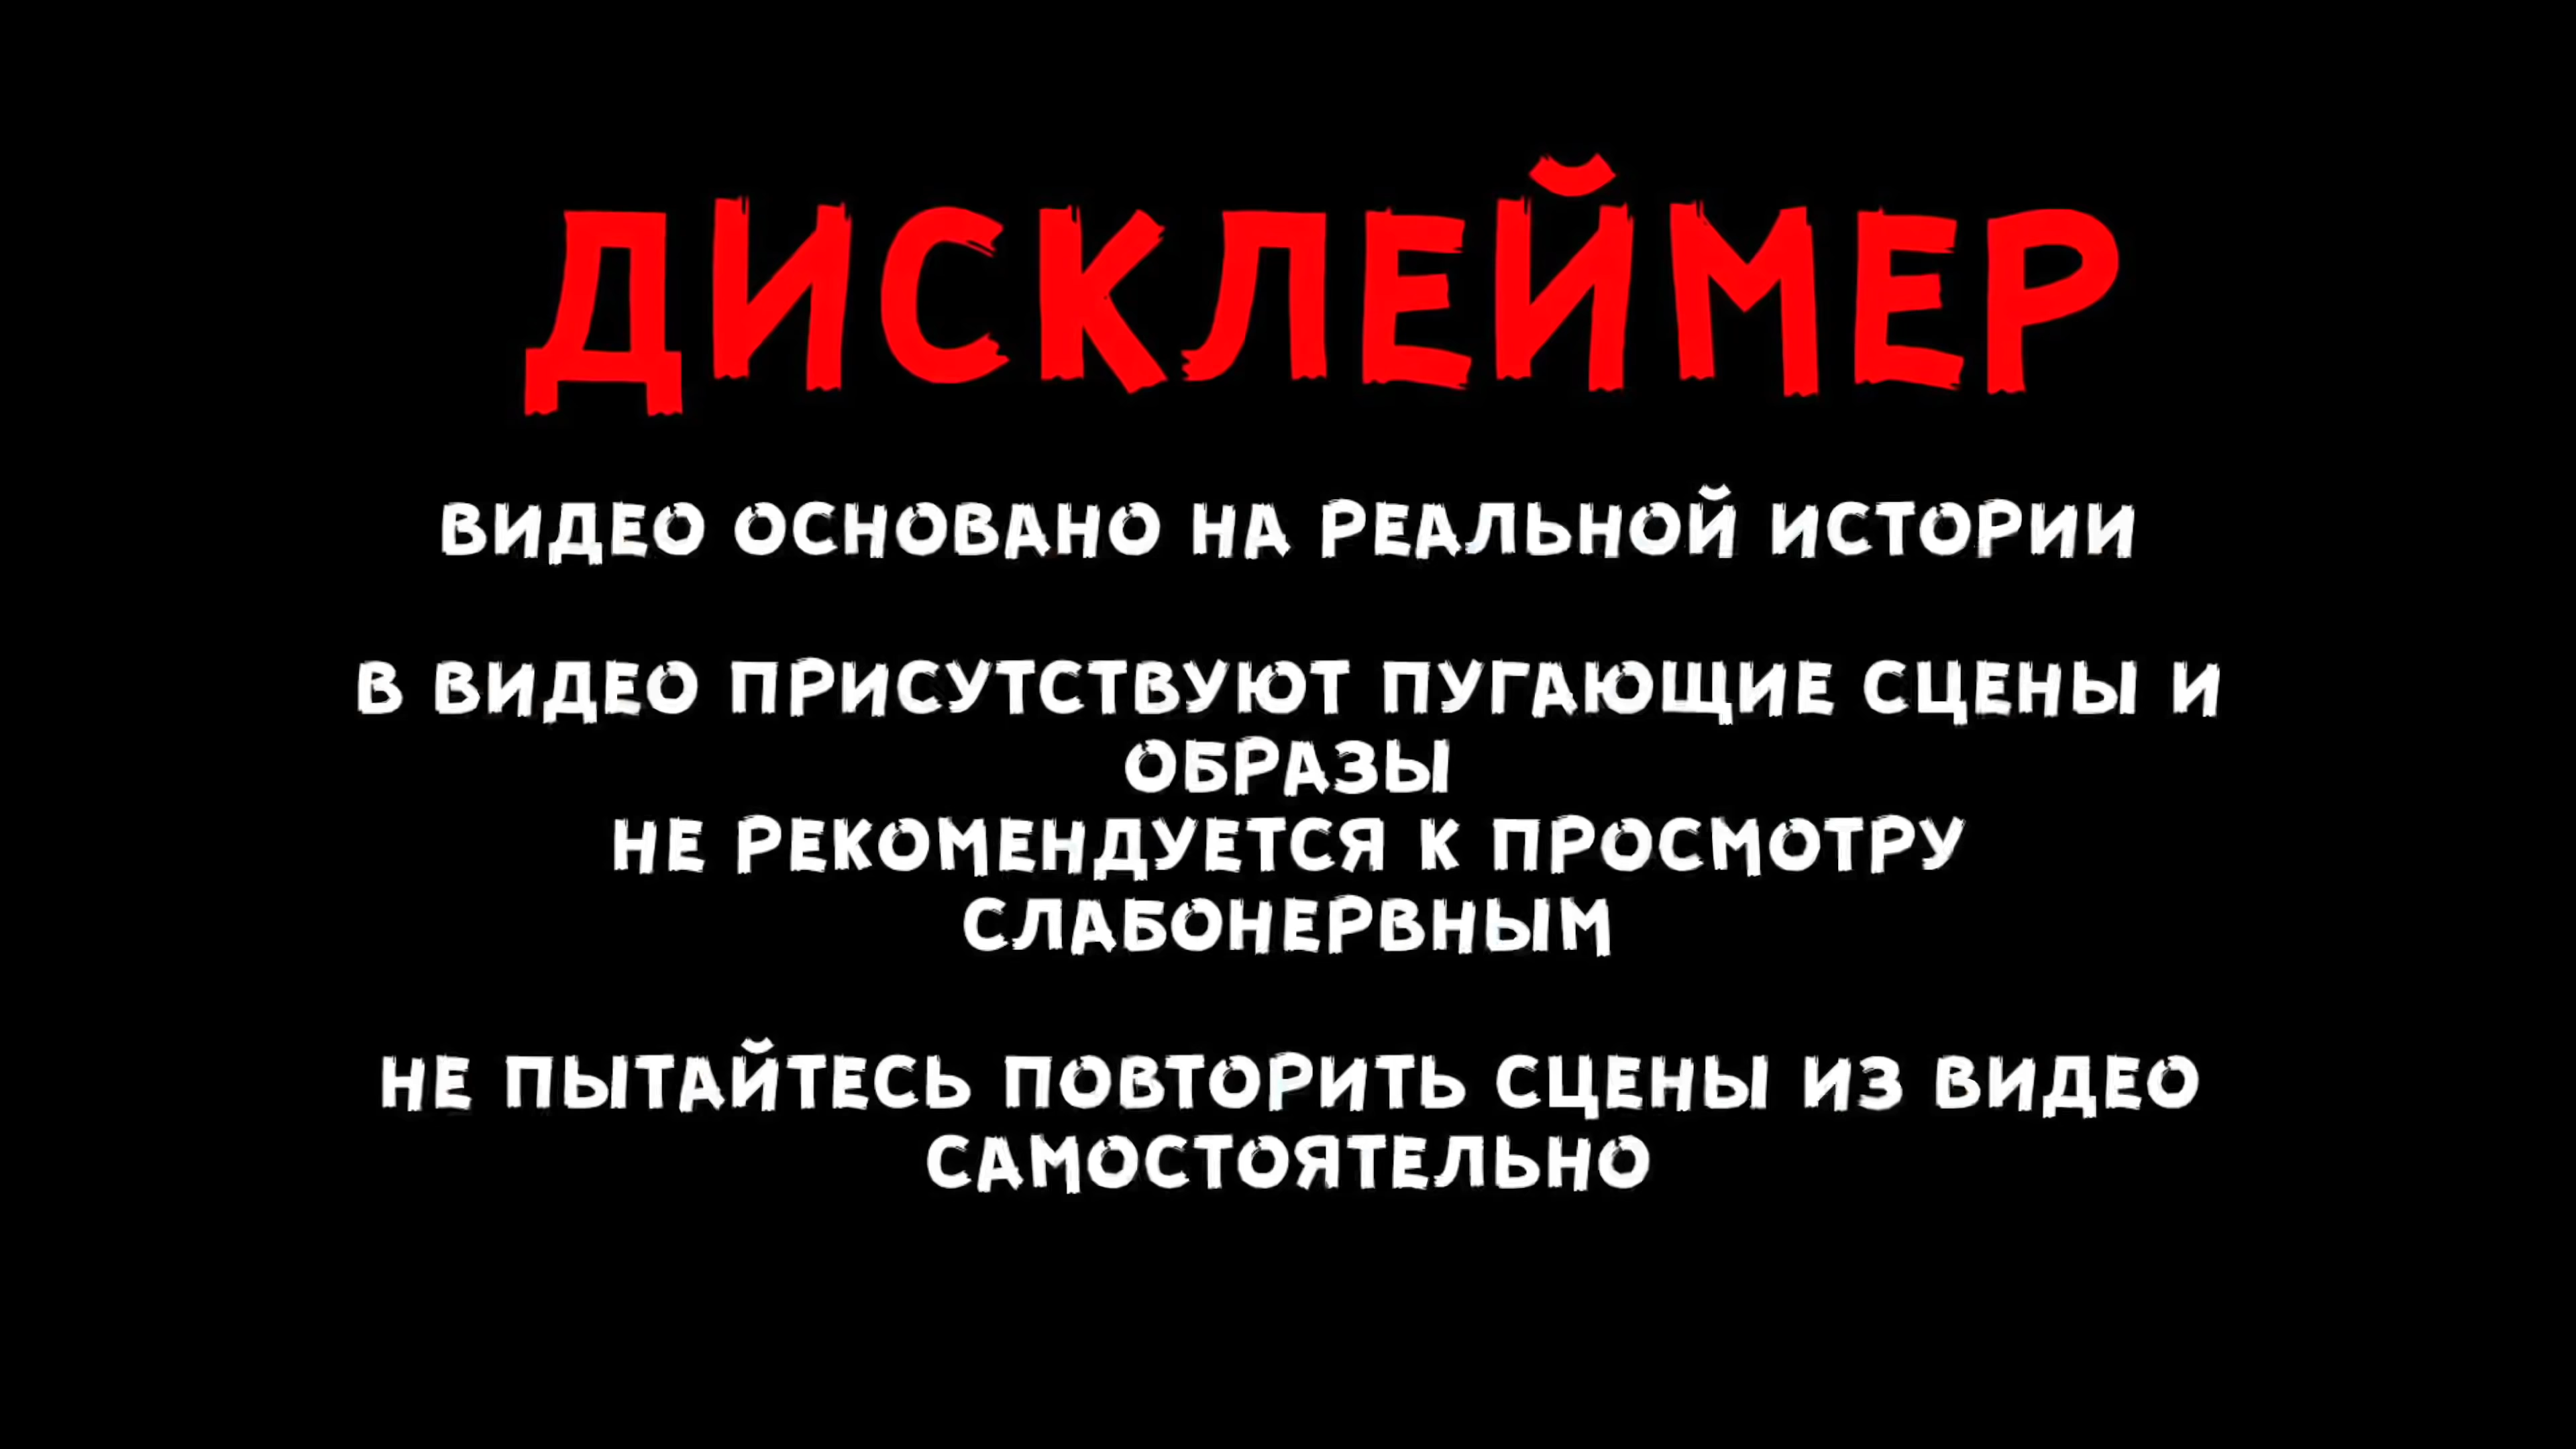 ДИСКЛЕЙМЕР
ВИДЕО ОСНОВАНО НА РЕАЛЬНОЙ ИСТОРИИ
В ВИДЕО ПРИСУТСТВУЮТ ПУГАЮЩИЕ СЦЕНЫ И
ОБРАЗЫ
НЕ РЕКОМЕНДУЕТСЯ К ПРОСМОТРУ
СЛАБОНЕРВНЫМ
НЕ ПЫТАЙТЕСЬ ПОВТОРИТЬ СЦЕНЫ ИЗ ВИДЕО
САМОСТОЯТЕЛЬНО